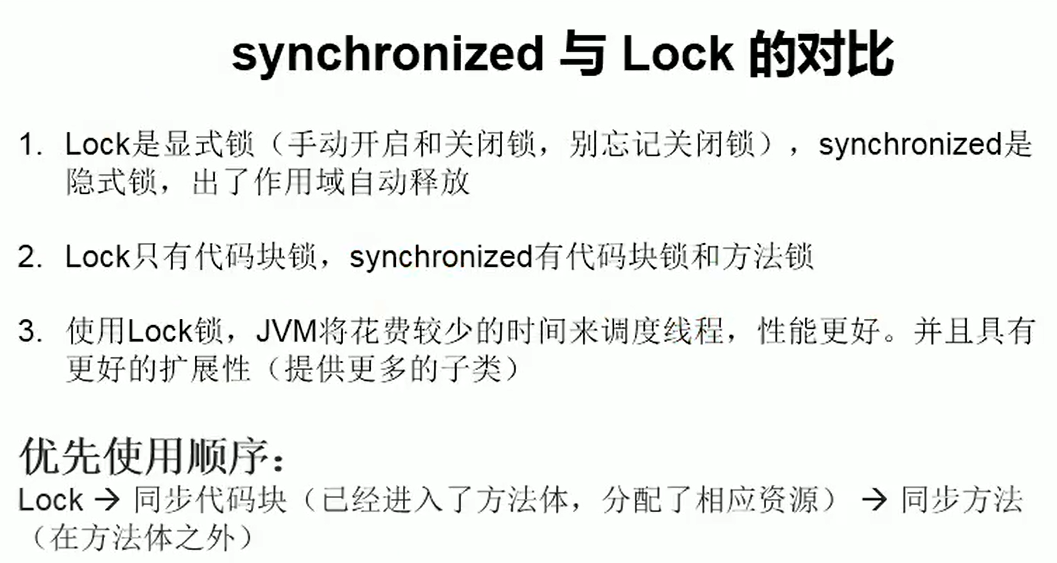 synchronized 与 Lock 的对比
1. Lock是显式锁（手动开启和关闭锁，别忘记关闭锁），synchronized是
隐式锁，出了作用域自动释放
2. Lock只有代码块锁，synchronized有代码块锁和方法锁
3. 使用Lock锁，JVM将花费较少的时间来调度线程，性能更好。并且具有
更好的扩展性（提供更多的子类）
优先使用顺序：
Lock → 同步代码块（已经进入了方法体，分配了相应资源） → 同步方法
（在方法体之外）